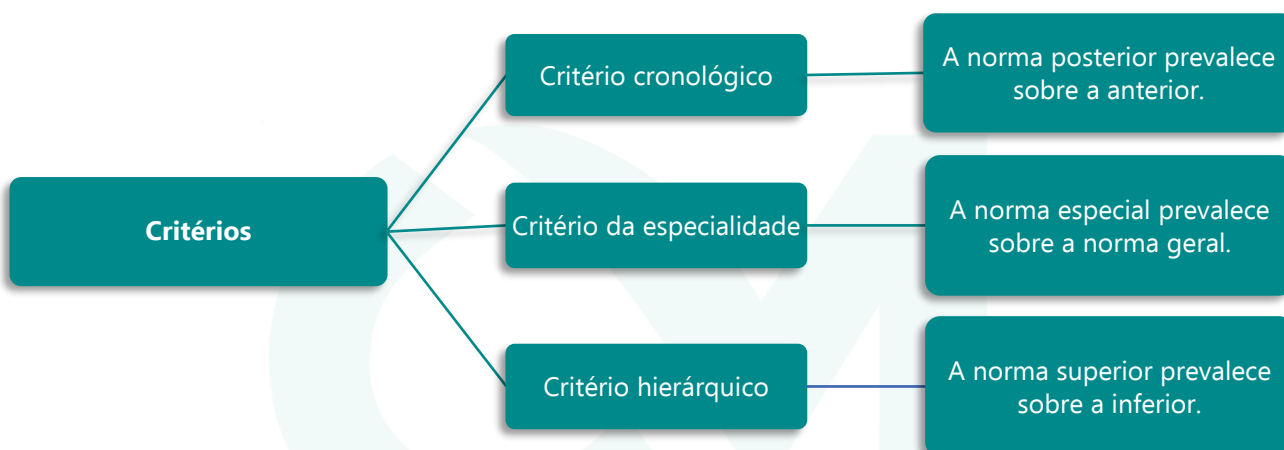 Critérios
Critério cronológico
A norma posterior prevalece
sobre a anterior.
Critério da especialidade
A norma especial prevalece
sobre a norma geral.
Critério hierárquico
A norma superior prevalece
sobre a inferior.